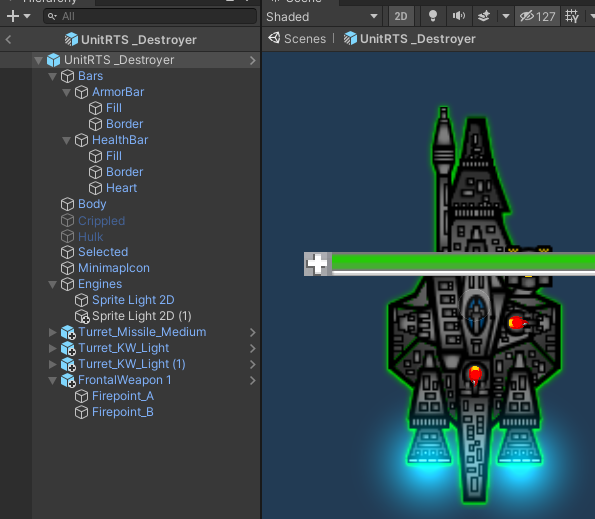 Hierarchy
Scene
All
Shaded
2D
127
UnitRTS _Destroyer
Scenes
UnitRTS _Destroyer
UnitRTS _Destroyer
Bars
ArmorBar
Fill
Border
HealthBar
Fill
Border
Heart
Body
Crippled
Hulk
Selected
MinimapIcon
Engines
Sprite Light 2D
Sprite Light 2D (1)
Turret_Missile_Medium
Turret_KW_Light
Turret_KW_Light (1)
FrontalWeapon 1
Firepoint_A
Firepoint_B